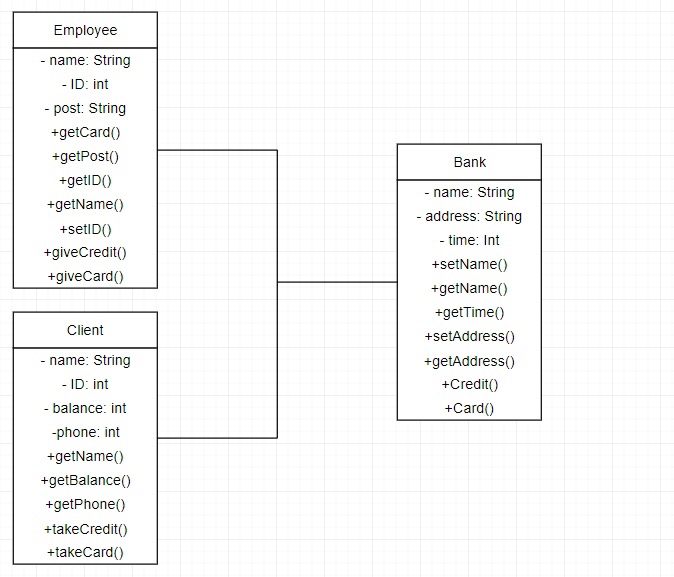 Employee
- name: String
- ID: int
- post: String
+getCard()
+getPost()
+getID()
+getName()
+setID()
+giveCredit()
+giveCard()
Client
- name: String
- ID: int
- balance: int
-phone: int
+getName()
+getBalance()
+getPhone()
+takeCredit()
+takeCard()
Bank
- name: String
- address: String
- time: Int
+setName()
+getName()
+getTime()
+setAddress()
+getAddress()
+Credit()
+Card()